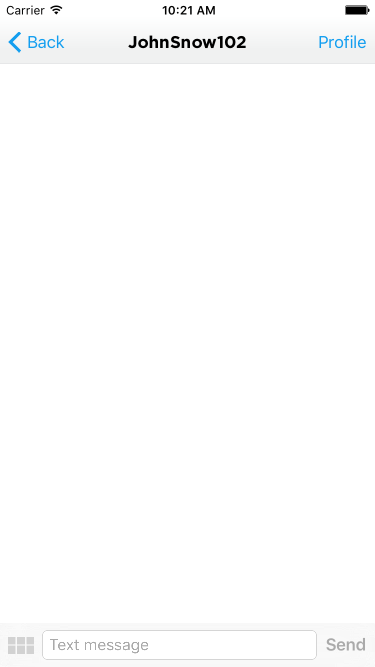 Carrier 10:21 AM
Back JohnSnow102 Profile
Text message Send